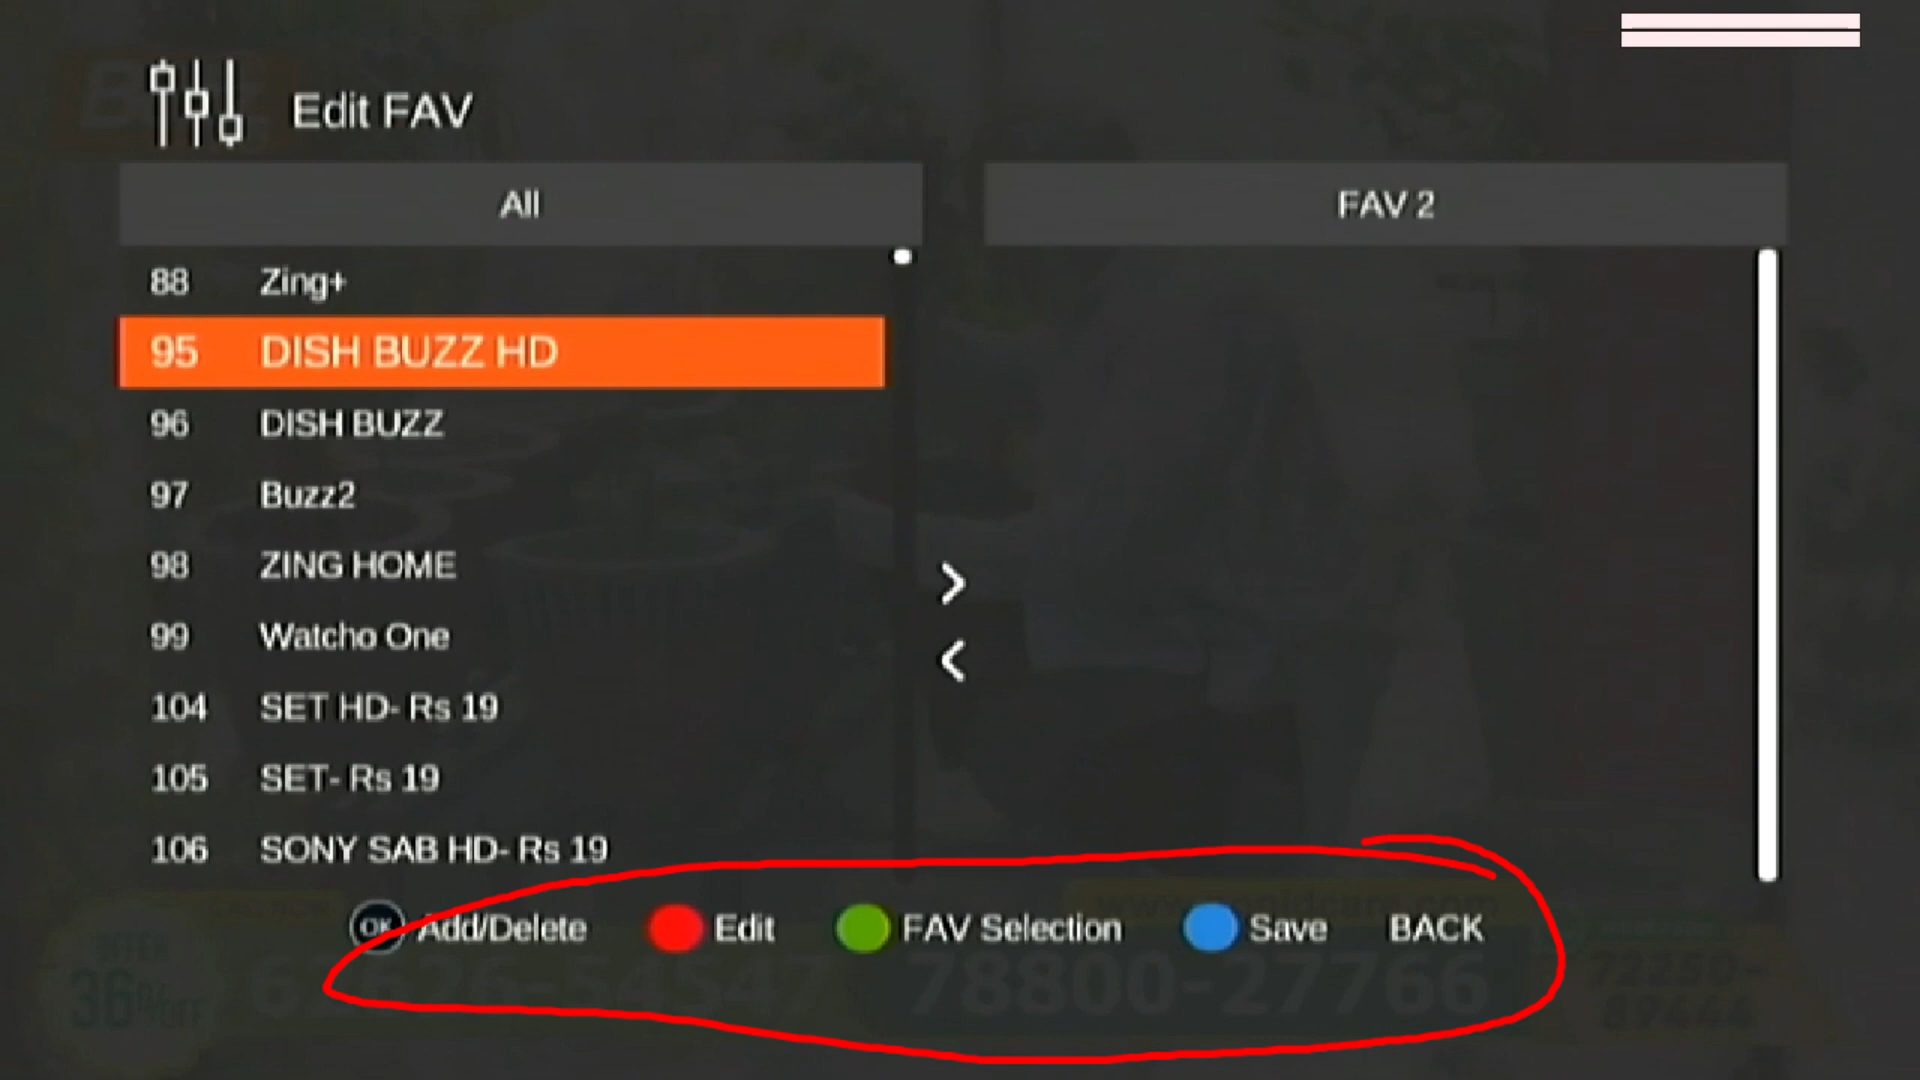 Edit FAV
All
FAV 2
88 Zing+
95 DISH BUZZ HD
96 DISH BUZZ
97 Buzz2
98 ZING HOME
99 Watcho One
104 SET HD- Rs 19
105 SET- Rs 19
106 SONY SAB HD- Rs 19
>
<
OK Add/Delete Edit FAV Selection Save BACK
36% OFF
78800-27766